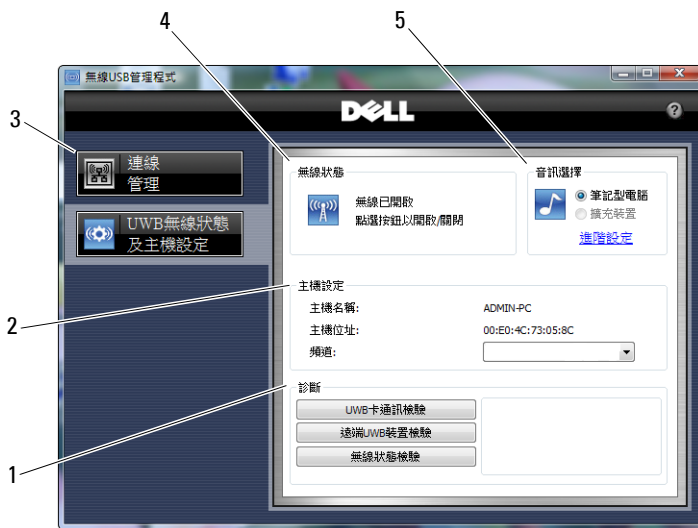 4
5
無線USB管理程式
DELL
?
3
連線
管理
UWB無線狀態
及主機設定
無線狀態
無線已開啟
點選按鈕以開啟/關閉
音訊選擇
筆記型電腦
擴充裝置
進階設定
2
主機設定
主機名稱: ADMIN-PC
主機位址: 00:E0:4C:73:05:8C
頻道:
1
診斷
UWB卡通訊檢驗
遠端UWB裝置檢驗
無線狀態檢驗